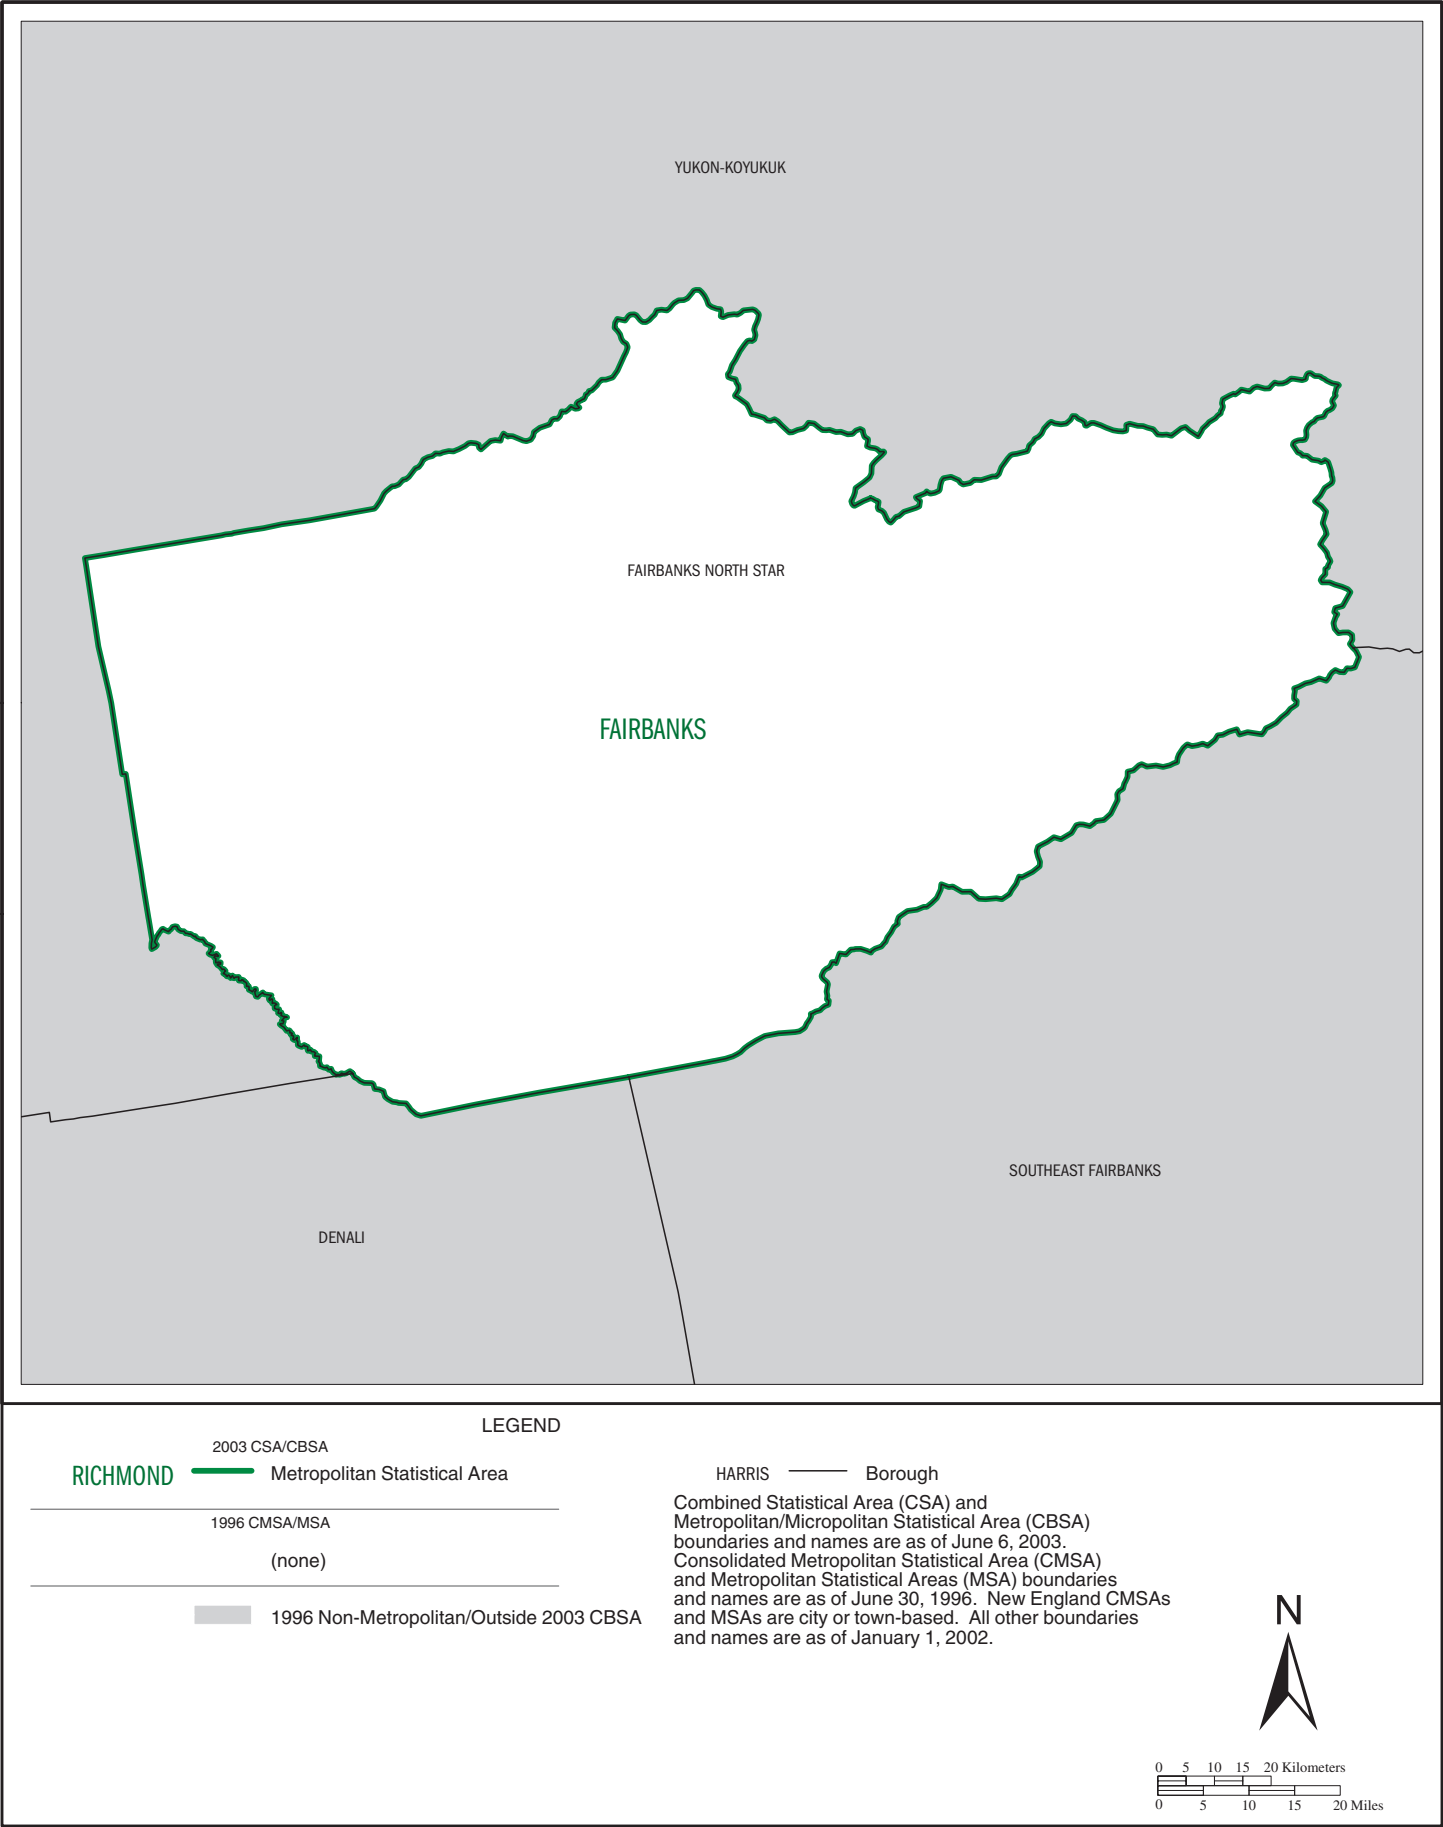 YUKON-KOYUKUK
FAIRBANKS NORTH STAR
FAIRBANKS
SOUTHEAST FAIRBANKS
DENALI
LEGEND
2003 CSA/CBSA
RICHMOND Metropolitan Statistical Area
1996 CMSA/MSA
(none)
1996 Non-Metropolitan/Outside 2003 CBSA
HARRIS Borough
Combined Statistical Area (CSA) and
Metropolitan/Micropolitan Statistical Area (CBSA)
boundaries and names are as of June 6, 2003.
Consolidated Metropolitan Statistical Area (CMSA)
and Metropolitan Statistical Areas (MSA) boundaries
and names are as of June 30, 1996. New England CMSAs
and MSAs are city or town-based. All other boundaries
and names are as of January 1, 2002.
N
0 5 10 15 20 Kilometers
0 5 10 15 20 Miles